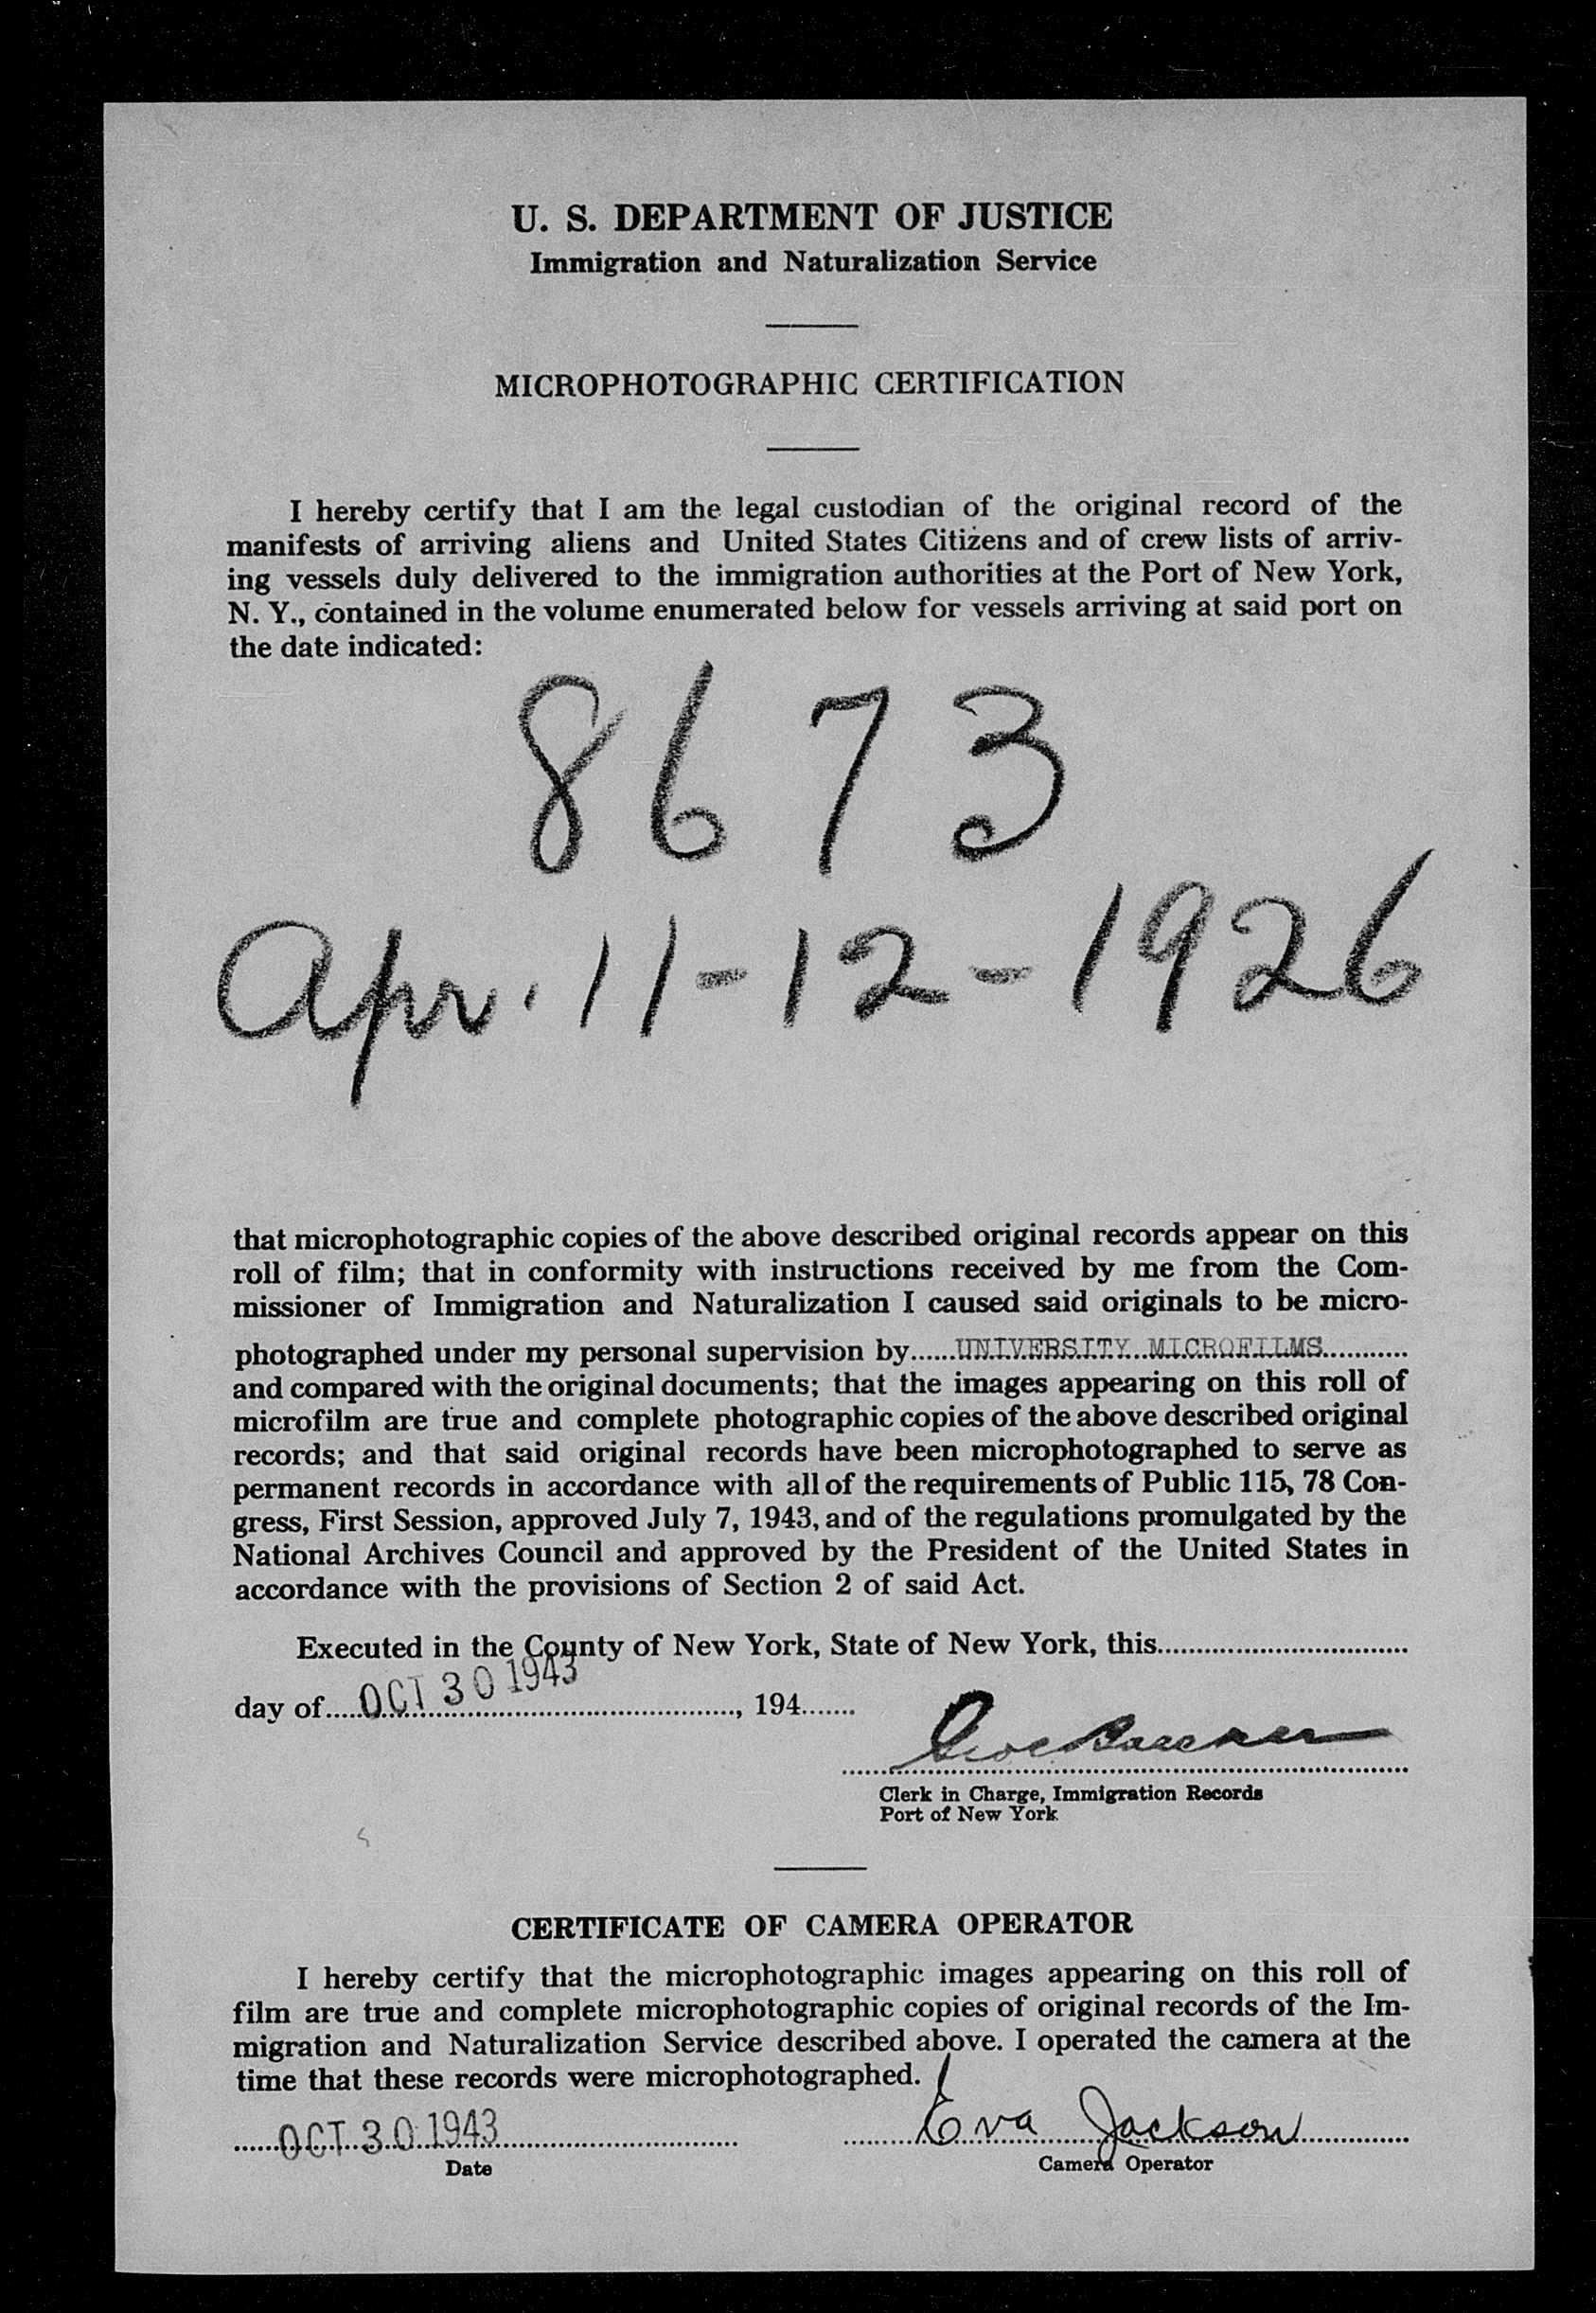 U. S. DEPARTMENT OF JUSTICE
Immigration and Naturalization Service
MICROPHOTOGRAPHIC CERTIFICATION
I hereby certify that I am the legal custodian of the original record of the
manifests of arriving aliens and United States Citizens and of crew lists of arriv-
ing vessels duly delivered to the immigration authorities at the Port of New York,
N. Y., contained in the volume enumerated below for vessels arriving at said port on
the date indicated:
8673
Apr. 11-12-1926
that microphotographic copies of the above described original records appear on this
roll of film; that in conformity with instructions received by me from the Com-
missioner of Immigration and Naturalization I caused said originals to be micro-
photographed under my personal supervision by......UNIVERSITY MICROFILMS............
and compared with the original documents; that the images appearing on this roll of
microfilm are true and complete photographic copies of the above described original
records; and that said original records have been microphotographed to serve as
permanent records in accordance with all of the requirements of Public 115, 78 Con-
gress, First Session, approved July 7, 1943, and of the regulations promulgated by the
National Archives Council and approved by the President of the United States in
accordance with the provisions of Section 2 of said Act.
Executed in the County of New York, State of New York, this................................
day of.....OCT 30 1943..................................., 194.......
Clerk in Charge, Immigration Records
Port of New York
CERTIFICATE OF CAMERA OPERATOR
I hereby certify that the microphotographic images appearing on this roll of
film are true and complete microphotographic copies of original records of the Im-
migration and Naturalization Service described above. I operated the camera at the
time that these records were microphotographed.
OCT 30 1943 Eva Jackson
Date Camera Operator